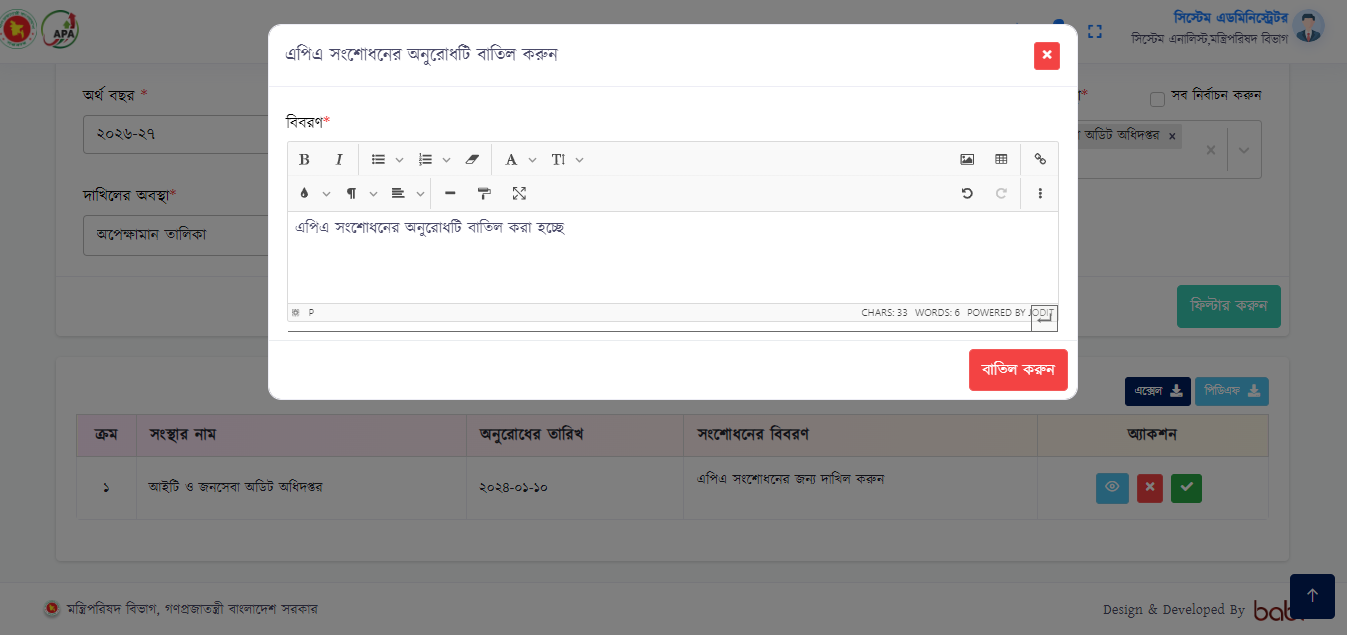 APA
সিস্টেম এডমিনিস্ট্রেটর
সিস্টেম এনালিস্ট,মন্ত্রিপরিষদ বিভাগ
এপিএ সংশোধনের অনুরোধটি বাতিল করুন
অর্থ বছর *
সব নির্বাচন করুন
২০২৬-২৭
অডিট অধিদপ্তর
বিবরণ*
দাখিলের অবস্থা*
অপেক্ষামান তালিকা
এপিএ সংশোধনের অনুরোধটি বাতিল করা হচ্ছে
ফিল্টার করুন
P
CHARS: 33 WORDS: 6 POWERED BY JODIT
বাতিল করুন
এক্সেল
পিডিএফ
ক্রম সংস্থার নাম অনুরোধের তারিখ সংশোধনের বিবরণ অ্যাকশন
১ আইটি ও জনসেবা অডিট অধিদপ্তর ২০২৪-০১-১০ এপিএ সংশোধনের জন্য দাখিল করুন
মন্ত্রিপরিষদ বিভাগ, গণপ্রজাতন্ত্রী বাংলাদেশ সরকার
Design & Developed By